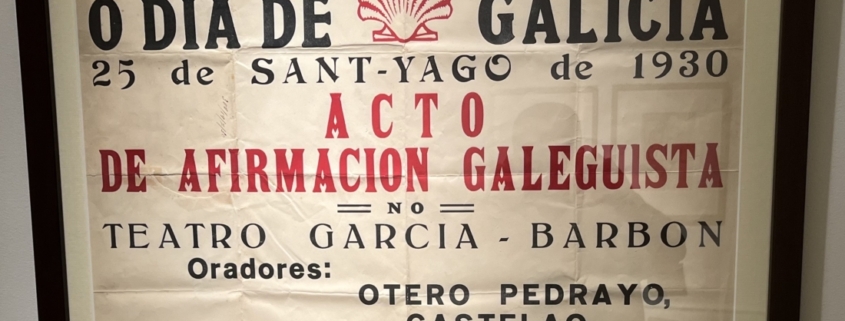 O DIA DE GALICIA
25 de SANT-YAGO de 1930
ACTO
DE AFIRMACION GALEGUISTA
NO
TEATRO GARCIA - BARBON
Oradores:
OTERO PEDRAYO,
CASTELAO